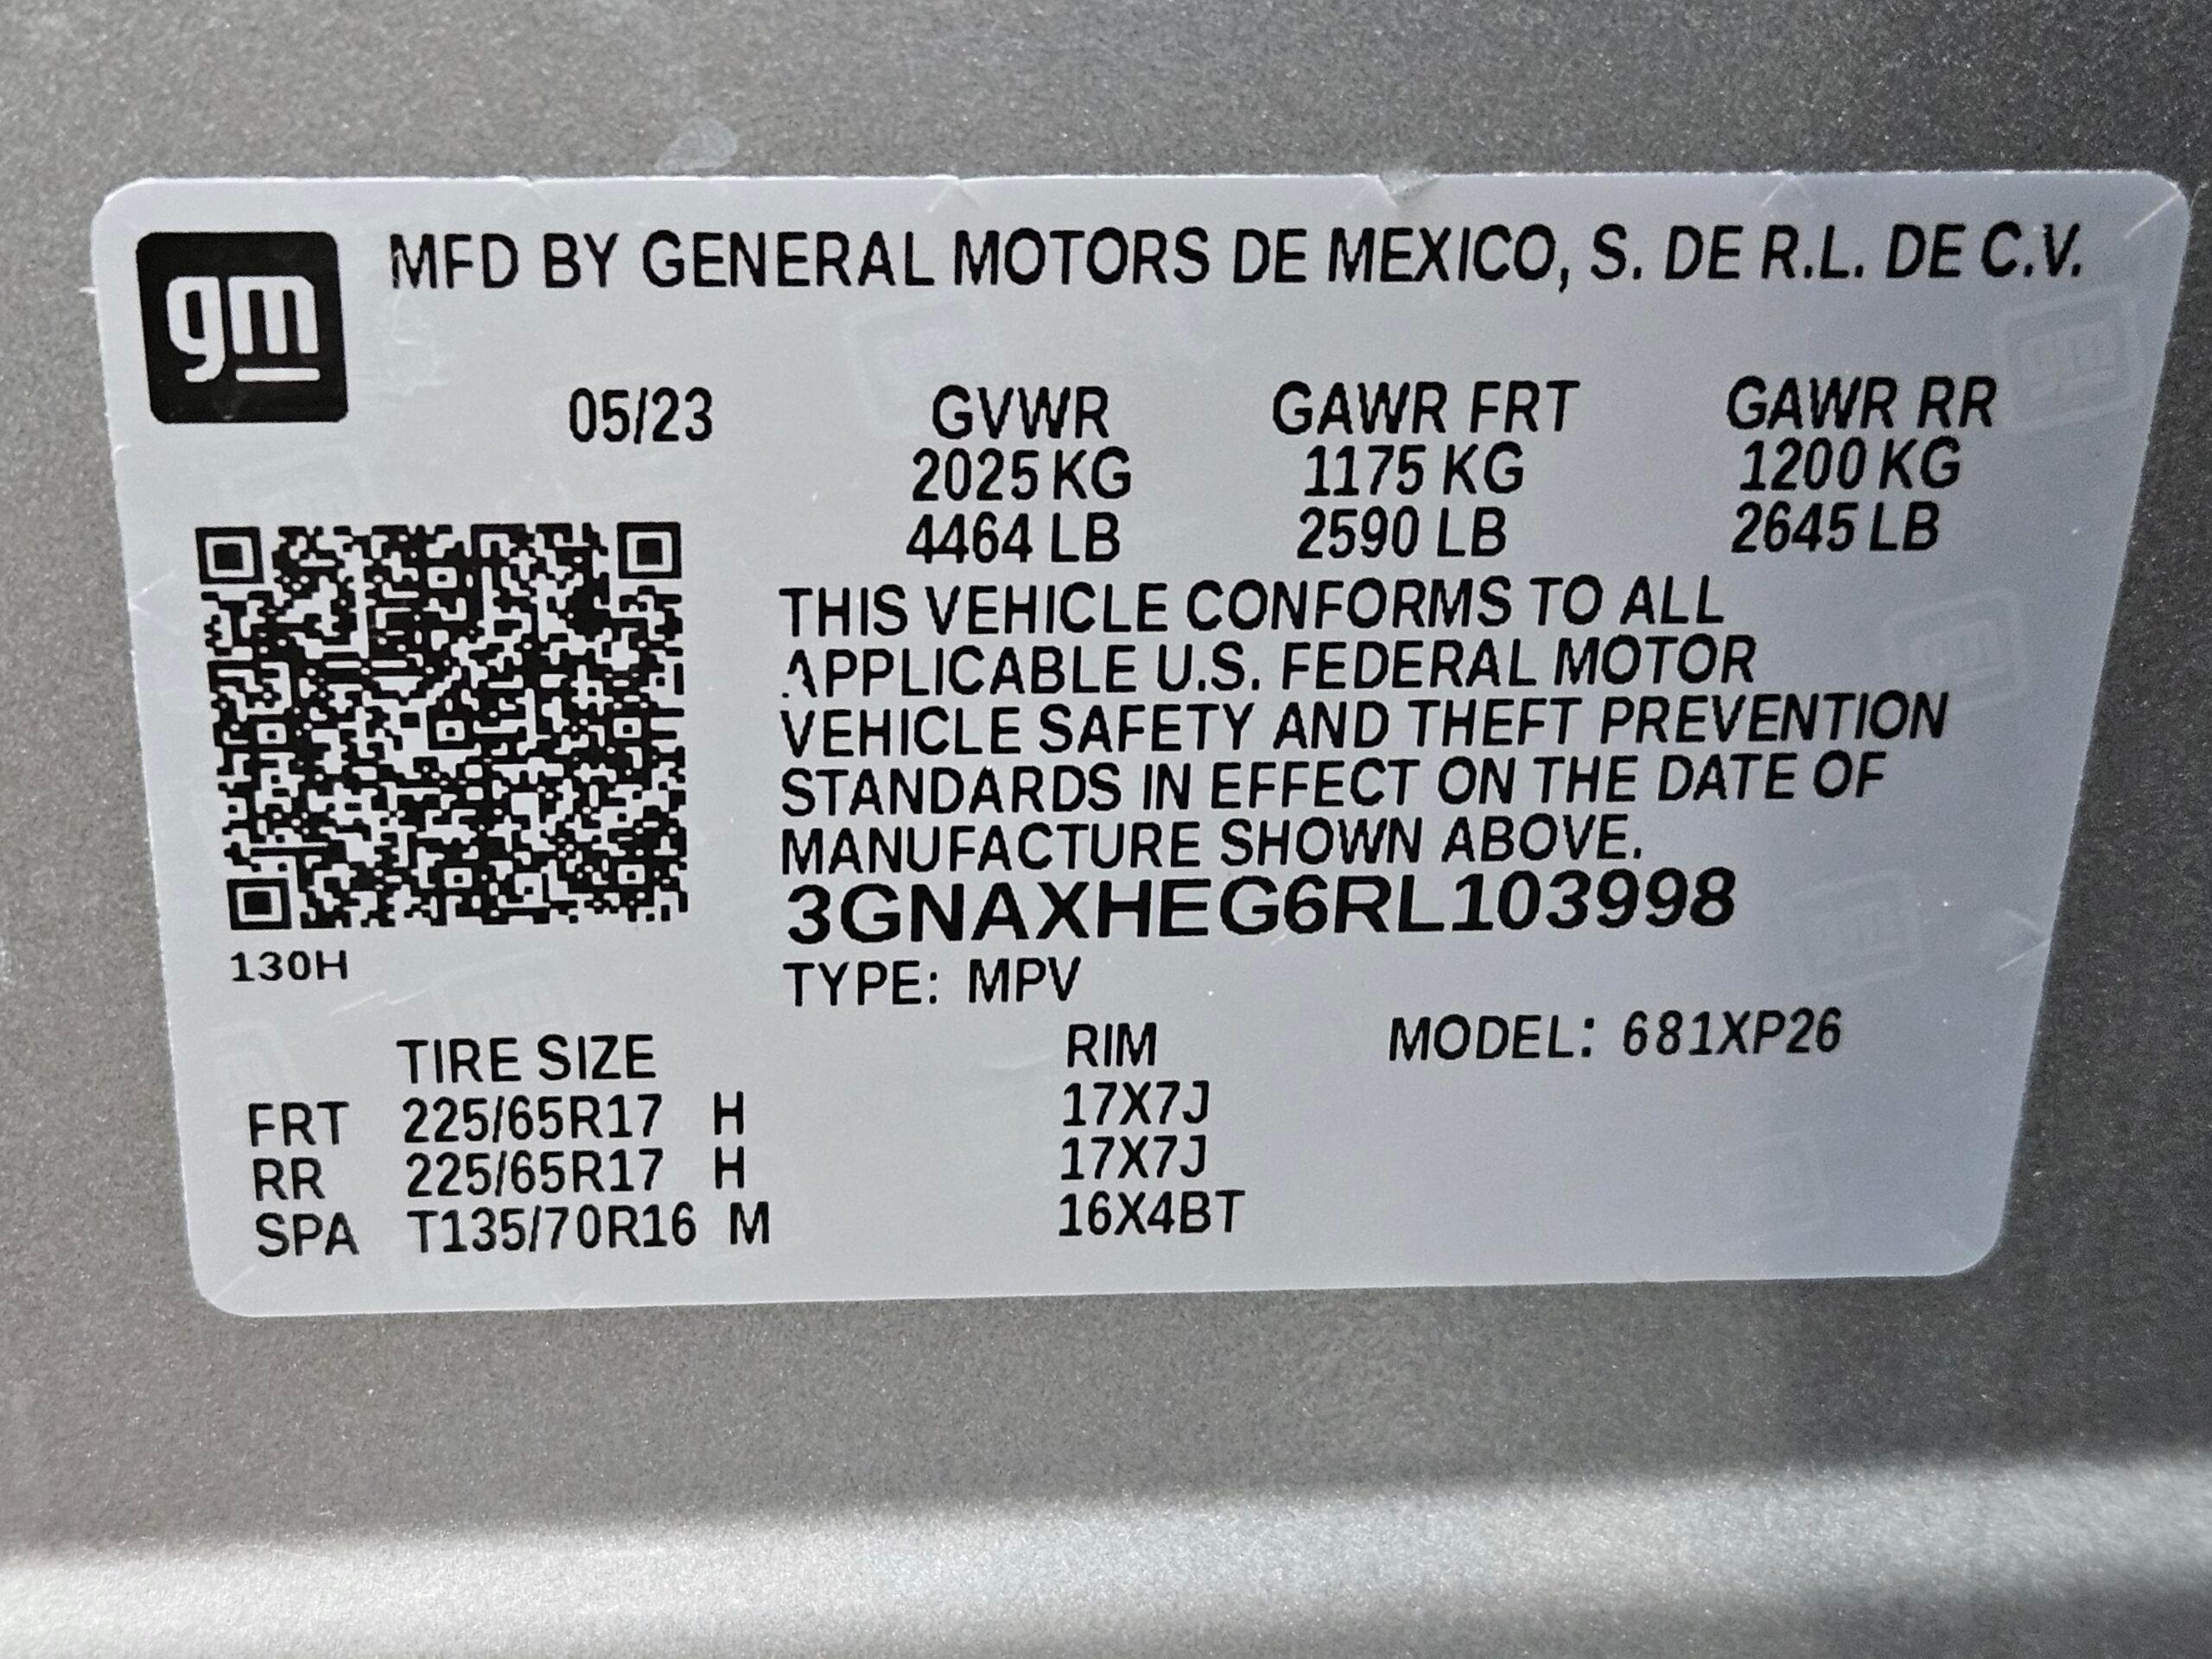 gm MFD BY GENERAL MOTORS DE MEXICO, S. DE R.L. DE C.V.
05/23 GVWR GAWR FRT GAWR RR
2025 KG 1175 KG 1200 KG
4464 LB 2590 LB 2645 LB
THIS VEHICLE CONFORMS TO ALL
APPLICABLE U.S. FEDERAL MOTOR
VEHICLE SAFETY AND THEFT PREVENTION
STANDARDS IN EFFECT ON THE DATE OF
MANUFACTURE SHOWN ABOVE.
3GNAXHEG6RL103998
130H
TYPE: MPV
TIRE SIZE RIM MODEL: 681XP26
FRT 225/65R17 H 17X7J
RR 225/65R17 H 17X7J
SPA T135/70R16 M 16X4BT